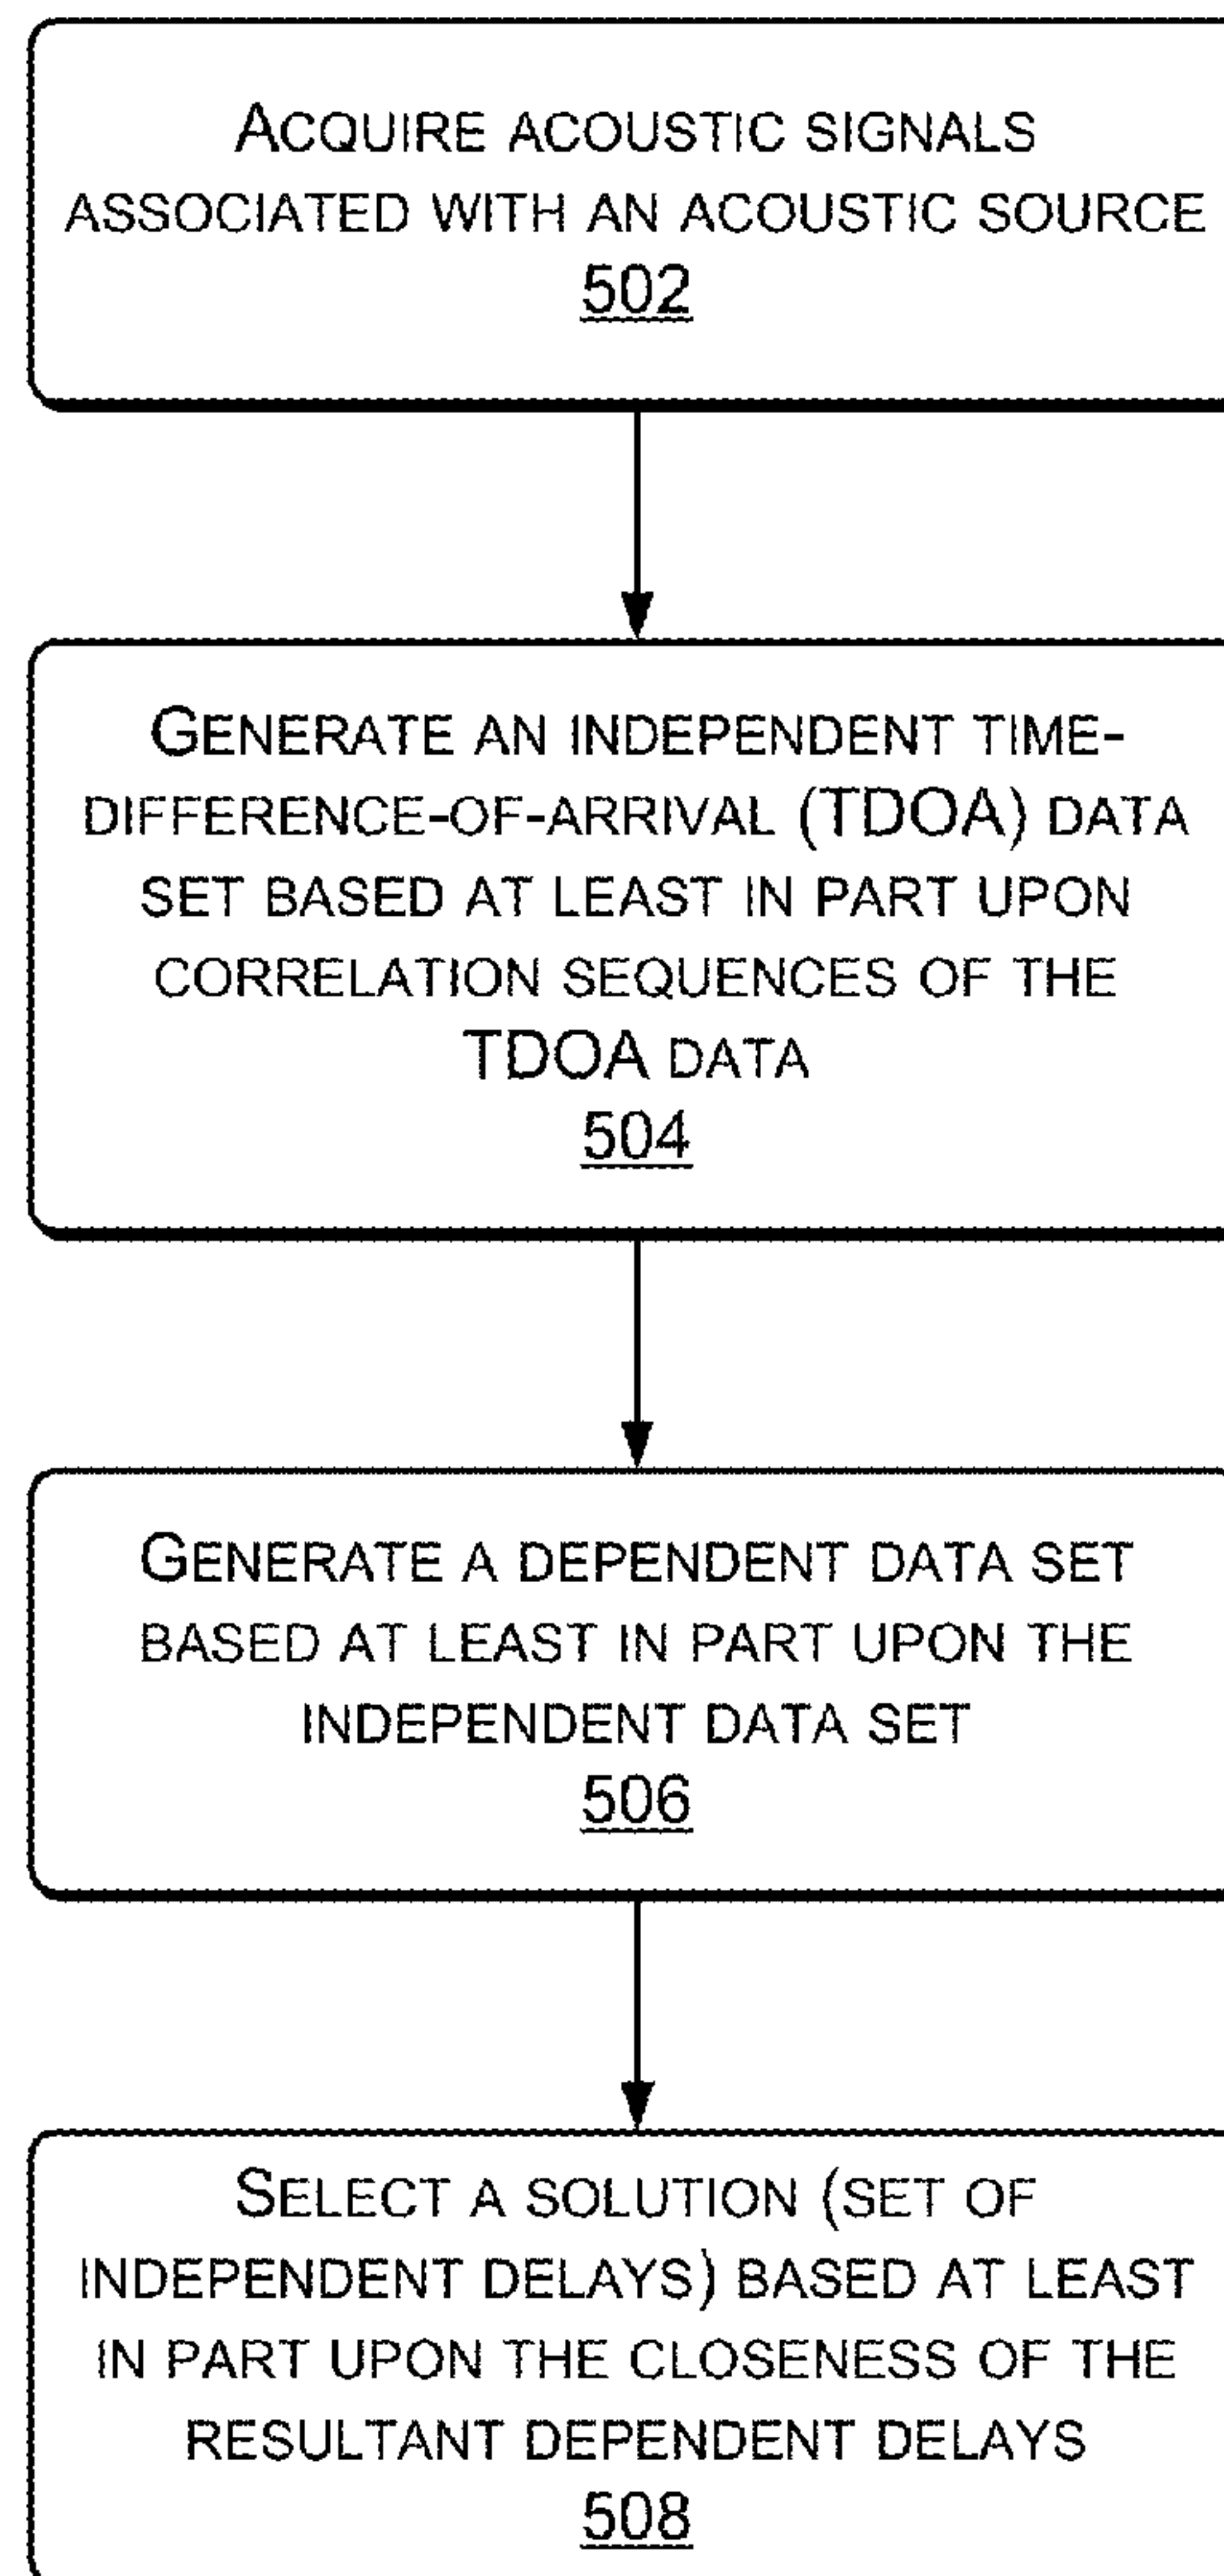 ACQUIRE ACOUSTIC SIGNALS
ASSOCIATED WITH AN ACOUSTIC SOURCE
502
GENERATE AN INDEPENDENT TIME-
DIFFERENCE-OF-ARRIVAL (TDOA) DATA
SET BASED AT LEAST IN PART UPON
CORRELATION SEQUENCES OF THE
TDOA DATA
504
GENERATE A DEPENDENT DATA SET
BASED AT LEAST IN PART UPON THE
INDEPENDENT DATA SET
506
SELECT A SOLUTION (SET OF
INDEPENDENT DELAYS) BASED AT LEAST
IN PART UPON THE CLOSENESS OF THE
RESULTANT DEPENDENT DELAYS
508